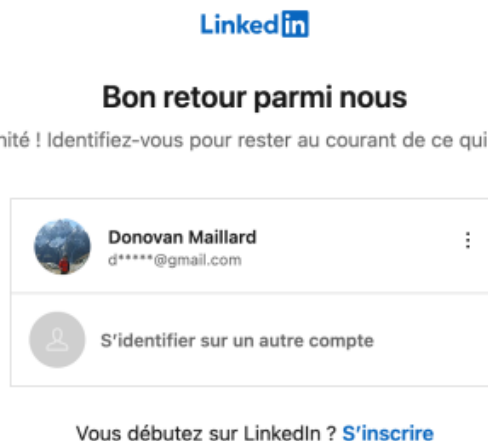 LinkedIn
Bon retour parmi nous
! Identifiez-vous pour rester au courant de ce qui
Donovan Maillard
d*****@gmail.com
S'identifier sur un autre compte
Vous débutez sur LinkedIn ? S'inscrire